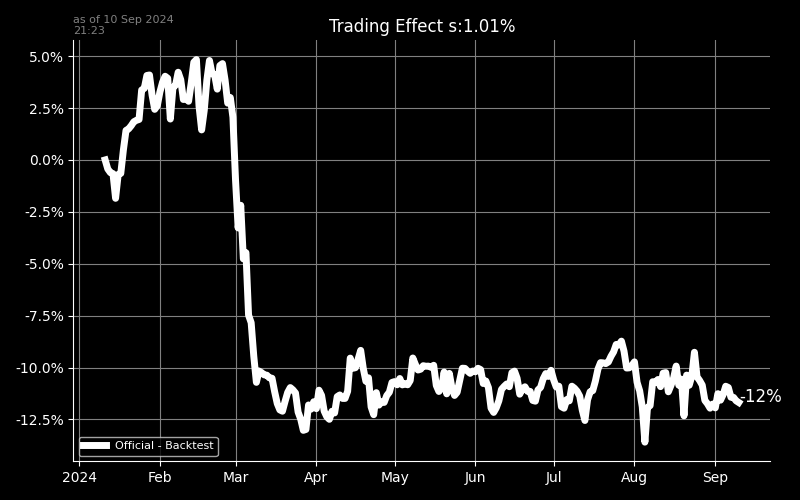 as of 10 Sep 2024
21:23
Trading Effect s:1.01%
5.0%
2.5%
0.0%
-2.5%
-5.0%
-7.5%
-10.0%
-12.5%
-12%
Official - Backtest
2024 Feb Mar Apr May Jun Jul Aug Sep